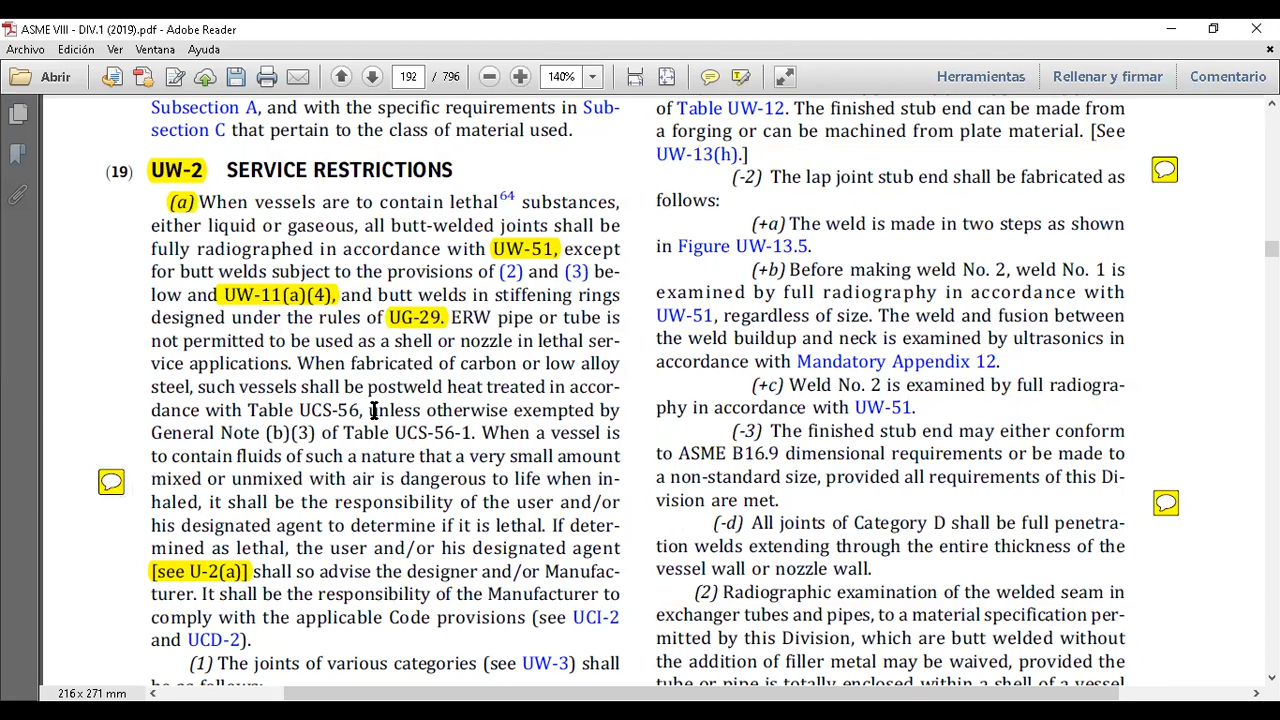 ASME VIII - DIV.1 (2019).pdf - Adobe Reader
Archivo Edición Ver Ventana Ayuda
Abrir 192 / 796 140% Herramientas Rellenar y firmar Comentario
Subsection A, and with the specific requirements in Sub-
section C that pertain to the class of material used.
(19) UW-2 SERVICE RESTRICTIONS
(a) When vessels are to contain lethal64 substances,
either liquid or gaseous, all butt-welded joints shall be
fully radiographed in accordance with UW-51, except
for butt welds subject to the provisions of (2) and (3) be-
low and UW-11(a)(4), and butt welds in stiffening rings
designed under the rules of UG-29. ERW pipe or tube is
not permitted to be used as a shell or nozzle in lethal ser-
vice applications. When fabricated of carbon or low alloy
steel, such vessels shall be postweld heat treated in accor-
dance with Table UCS-56, unless otherwise exempted by
General Note (b)(3) of Table UCS-56-1. When a vessel is
to contain fluids of such a nature that a very small amount
mixed or unmixed with air is dangerous to life when in-
haled, it shall be the responsibility of the user and/or
his designated agent to determine if it is lethal. If deter-
mined as lethal, the user and/or his designated agent
[see U-2(a)] shall so advise the designer and/or Manufac-
turer. It shall be the responsibility of the Manufacturer to
comply with the applicable Code provisions (see UCI-2
and UCD-2).
(1) The joints of various categories (see UW-3) shall
be as follows:
of Table UW-12. The finished stub end can be made from
a forging or can be machined from plate material. [See
UW-13(h).]
(-2) The lap joint stub end shall be fabricated as
follows:
(+a) The weld is made in two steps as shown
in Figure UW-13.5.
(+b) Before making weld No. 2, weld No. 1 is
examined by full radiography in accordance with
UW-51, regardless of size. The weld and fusion between
the weld buildup and neck is examined by ultrasonics in
accordance with Mandatory Appendix 12.
(+c) Weld No. 2 is examined by full radiogra-
phy in accordance with UW-51.
(-3) The finished stub end may either conform
to ASME B16.9 dimensional requirements or be made to
a non-standard size, provided all requirements of this Di-
vision are met.
(-d) All joints of Category D shall be full penetra-
tion welds extending through the entire thickness of the
vessel wall or nozzle wall.
(2) Radiographic examination of the welded seam in
exchanger tubes and pipes, to a material specification per-
mitted by this Division, which are butt welded without
the addition of filler metal may be waived, provided the
tube or pipe is totally enclosed within a shell of a vessel
216 x 271 mm